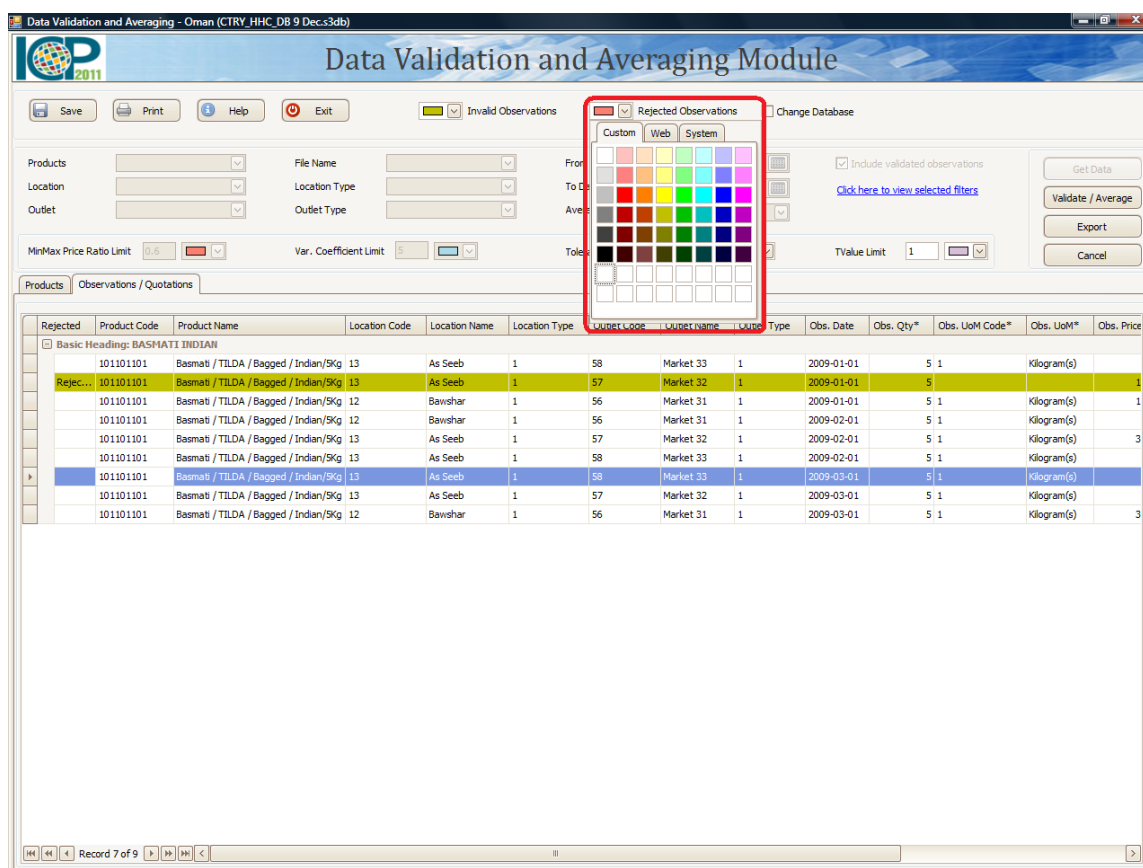 Data Validation and Averaging - Oman (CTRY_HHC_DB 9 Dec.s3db)
ICP 2011
Data Validation and Averaging Module
Save Print Help Exit Invalid Observations Rejected Observations Change Database
Custom Web System
Products File Name From Include validated observations Get Data
Location Location Type To Da Click here to view selected filters Validate / Average
Outlet Outlet Type Avera Export
MinMax Price Ratio Limit 0.6 Var. Coefficient Limit 5 Tolera TValue Limit 1 Cancel
Products Observations / Quotations
Rejected Product Code Product Name Location Code Location Name Location Type Outlet Code Outlet Name Outlet Type Obs. Date Obs. Qty* Obs. UoM Code* Obs. UoM* Obs. Price
Basic Heading: BASMATI INDIAN
101101101 Basmati / TILDA / Bagged / Indian/5Kg 13 As Seeb 1 58 Market 33 1 2009-01-01 5 1 Kilogram(s)
Rejec... 101101101 Basmati / TILDA / Bagged / Indian/5Kg 13 As Seeb 1 57 Market 32 1 2009-01-01 5 1
101101101 Basmati / TILDA / Bagged / Indian/5Kg 12 Bawshar 1 56 Market 31 1 2009-01-01 5 1 Kilogram(s) 1
101101101 Basmati / TILDA / Bagged / Indian/5Kg 12 Bawshar 1 56 Market 31 1 2009-02-01 5 1 Kilogram(s)
101101101 Basmati / TILDA / Bagged / Indian/5Kg 13 As Seeb 1 57 Market 32 1 2009-02-01 5 1 Kilogram(s) 3
101101101 Basmati / TILDA / Bagged / Indian/5Kg 13 As Seeb 1 58 Market 33 1 2009-02-01 5 1 Kilogram(s)
101101101 Basmati / TILDA / Bagged / Indian/5Kg 13 As Seeb 1 58 Market 33 1 2009-03-01 5 1 Kilogram(s)
101101101 Basmati / TILDA / Bagged / Indian/5Kg 13 As Seeb 1 57 Market 32 1 2009-03-01 5 1 Kilogram(s)
101101101 Basmati / TILDA / Bagged / Indian/5Kg 12 Bawshar 1 56 Market 31 1 2009-03-01 5 1 Kilogram(s) 3
Record 7 of 9